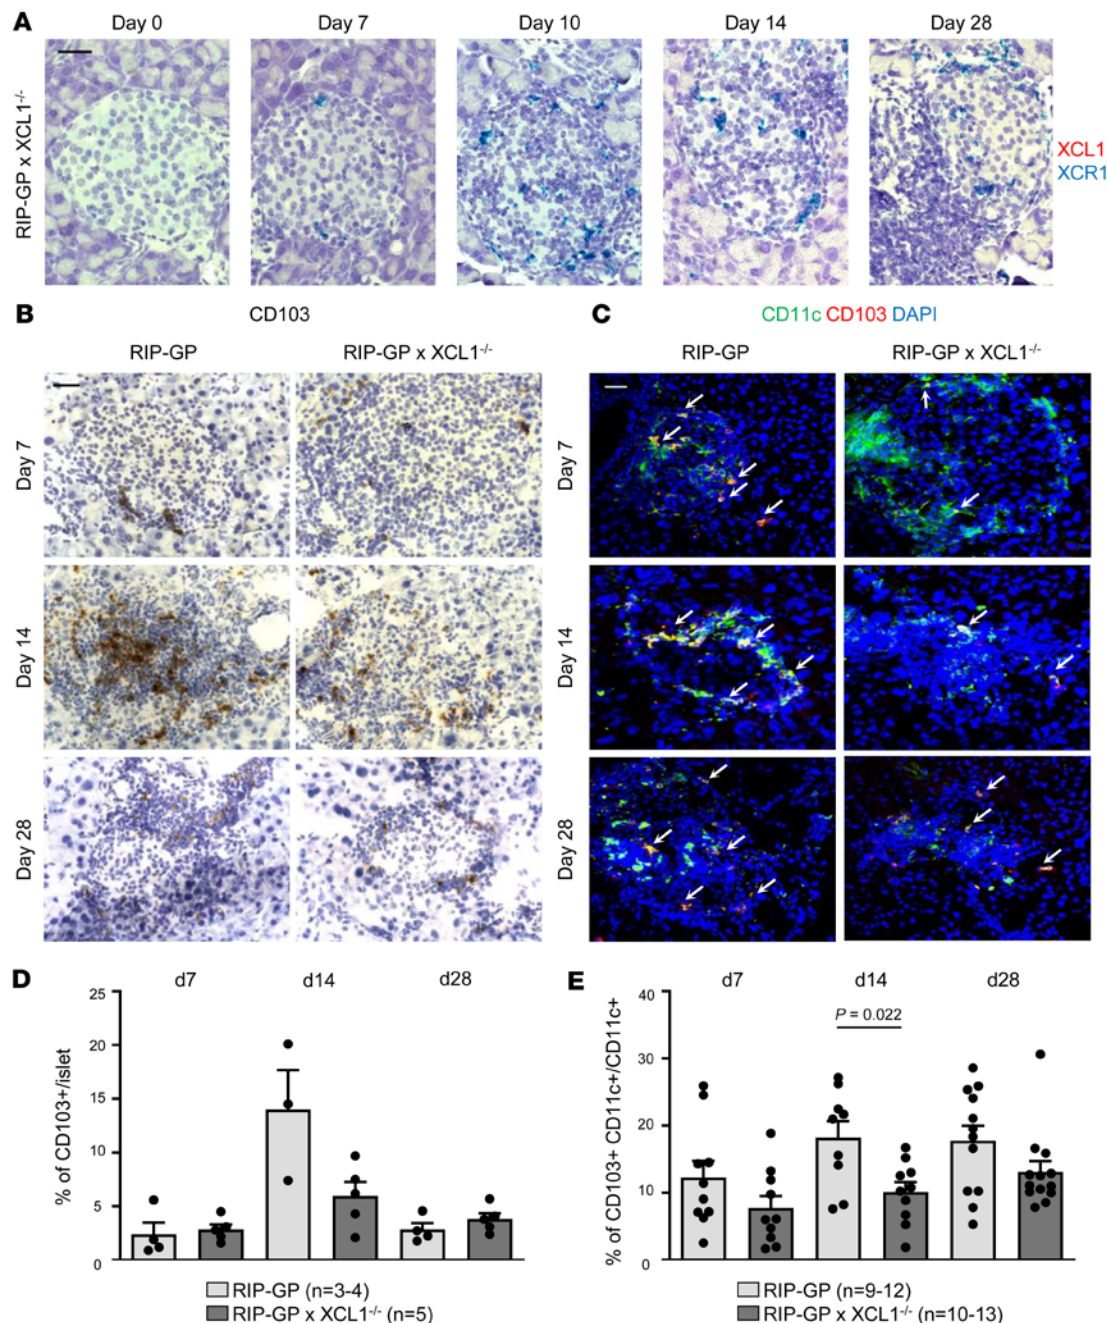 A
Day 0 Day 7 Day 10 Day 14 Day 28
RIP-GP x XCL1-/-
XCL1
XCR1
B
CD103
RIP-GP RIP-GP x XCL1-/-
Day 7
Day 14
Day 28
C
CD11c CD103 DAPI
RIP-GP RIP-GP x XCL1-/-
Day 7
Day 14
Day 28
D
d7 d14 d28
% of CD103+/islet
25
20
15
10
5
0
RIP-GP (n=3-4)
RIP-GP x XCL1-/- (n=5)
E
d7 d14 d28
P = 0.022
% of CD103+ CD11c+/CD11c+
40
30
20
10
0
RIP-GP (n=9-12)
RIP-GP x XCL1-/- (n=10-13)